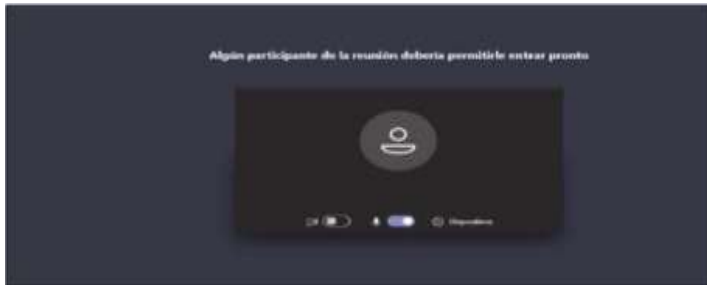 Algún participante de la reunión debería permitirle entrar pronto
Dispositivos